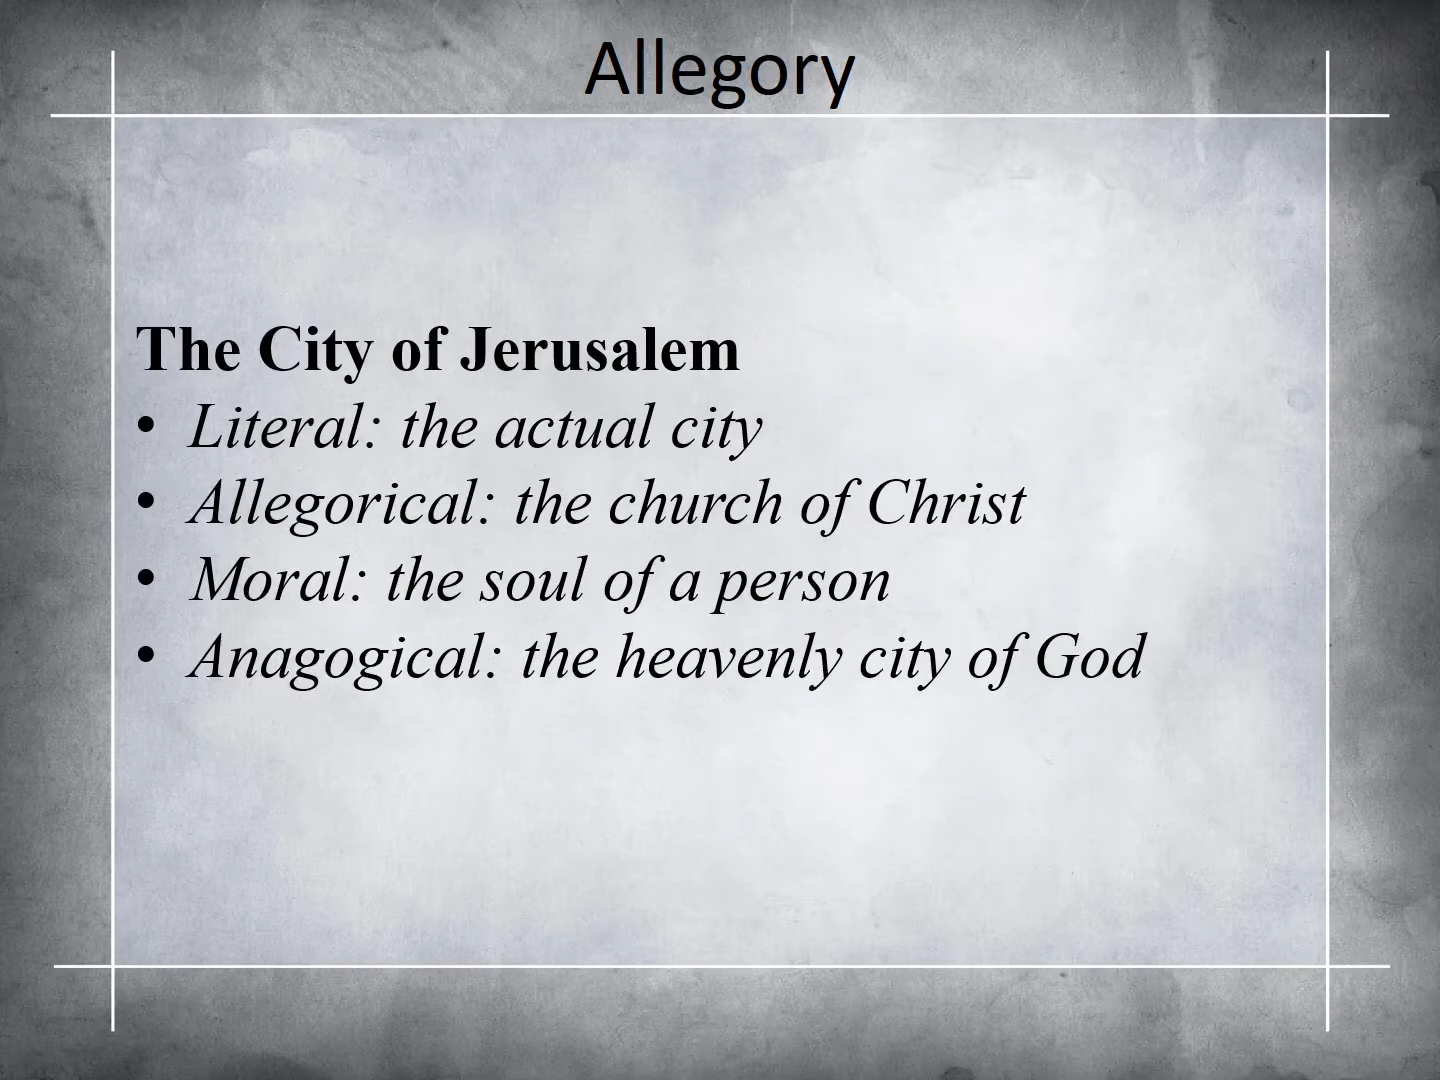 Allegory
The City of Jerusalem
• Literal: the actual city
• Allegorical: the church of Christ
• Moral: the soul of a person
• Anagogical: the heavenly city of God